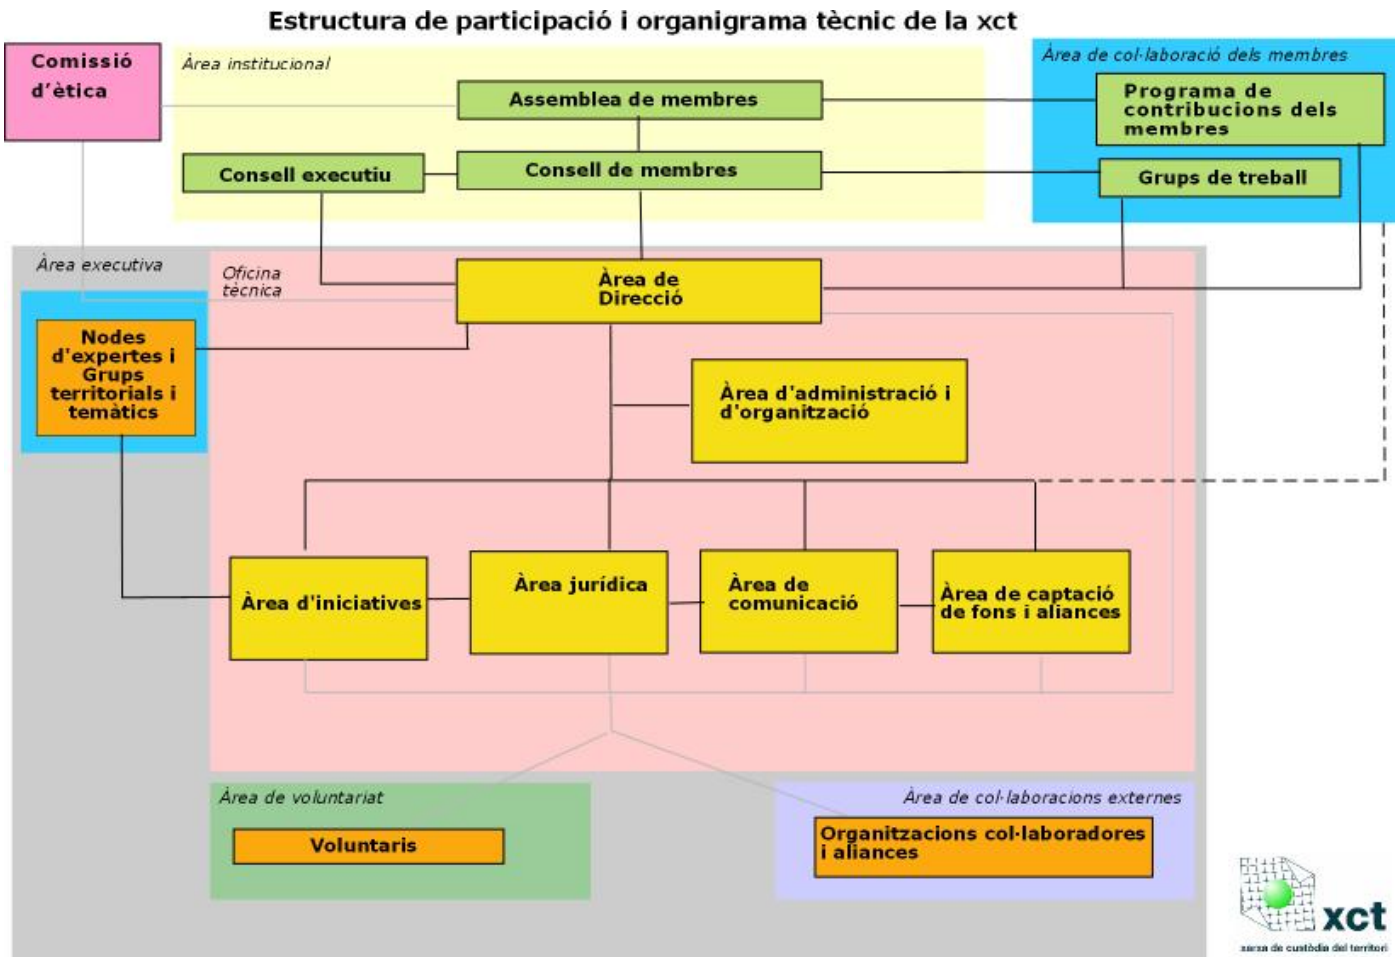 Estructura de participació i organigrama tècnic de la xct
Comissió
d'ètica
Àrea institucional
Assemblea de membres
Consell executiu
Consell de membres
Àrea de col·laboració dels membres
Programa de
contribucions dels
membres
Grups de treball
Àrea executiva
Oficina
tècnica
Àrea de
Direcció
Nodes
d'expertes i
Grups
territorials i
temàtics
Àrea d'administració i
d'organització
Àrea d'iniciatives
Àrea jurídica
Àrea de
comunicació
Àrea de captació
de fons i aliances
Àrea de voluntariat
Voluntaris
Àrea de col·laboracions externes
Organitzacions col·laboradores
i aliances
xct
xarxa de custòdia del territori